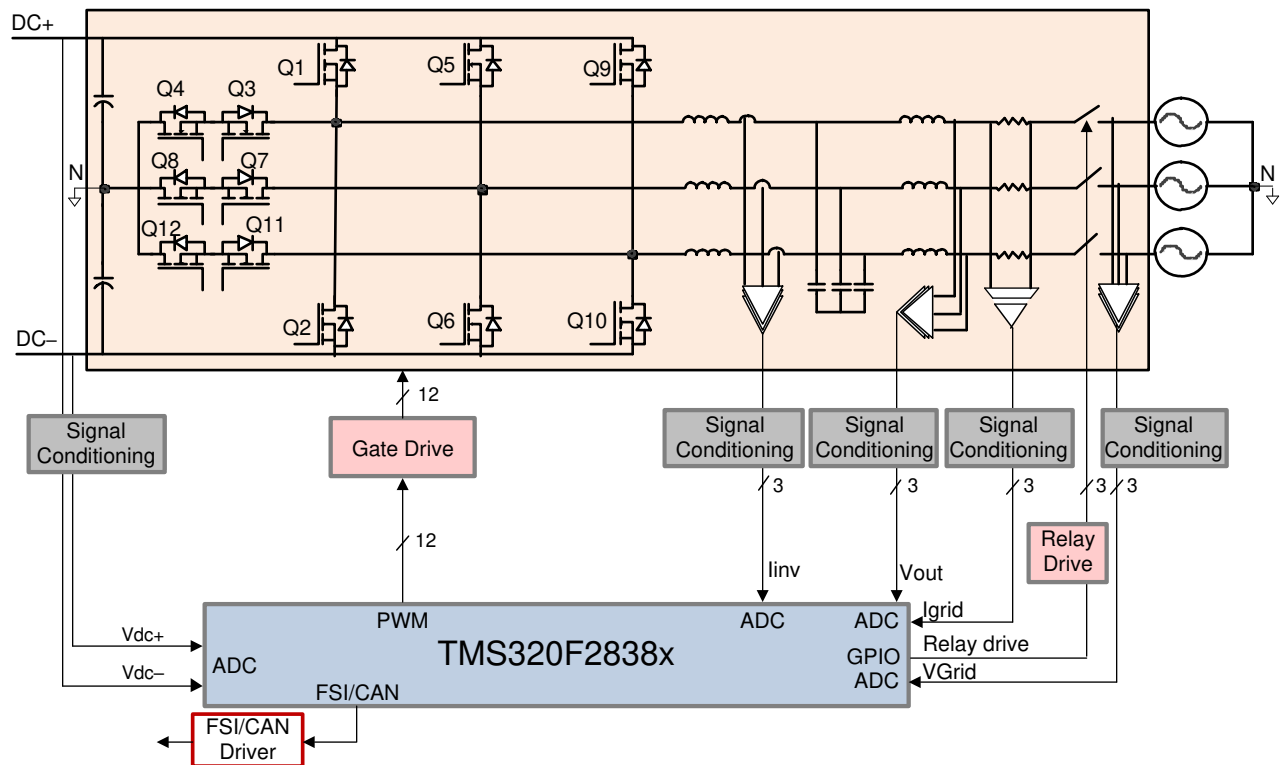 DC+
Q1
Q5
Q9
Q4
Q3
Q8
Q7
N
N
Q12
Q11
Q2
Q6
Q10
DC–
12
Signal
Conditioning
Gate Drive
Signal
Conditioning
Signal
Conditioning
Signal
Conditioning
Signal
Conditioning
3
3
3
3
3
12
Relay
Drive
Iinv
Vout
PWM
ADC
ADC
Igrid
Vdc+
ADC
TMS320F2838x
GPIO
Relay drive
Vdc–
ADC
VGrid
FSI/CAN
FSI/CAN
Driver